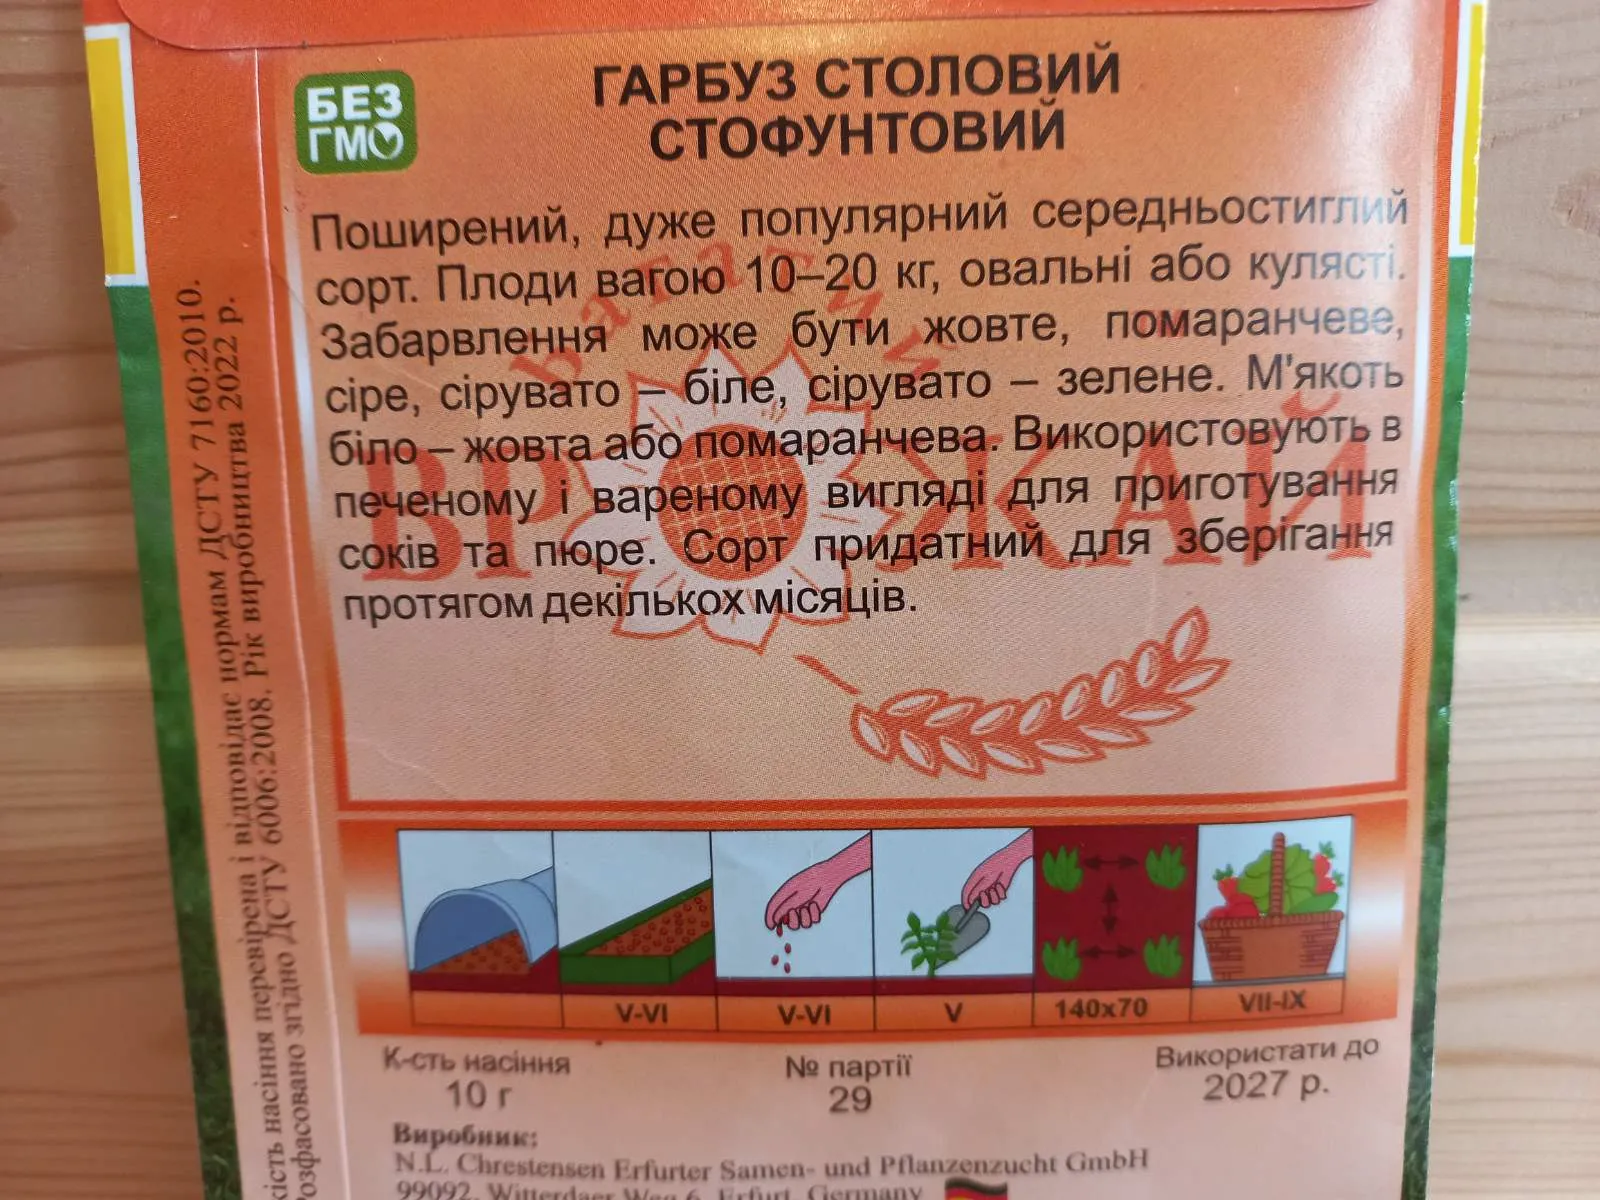 БЕЗ
ГМО
ГАРБУЗ СТОЛОВИЙ
СТОФУНТОВИЙ
Поширений, дуже популярний середньостиглий
сорт. Плоди вагою 10–20 кг, овальні або кулясті.
Забарвлення може бути жовте, помаранчеве,
сіре, сірувато – біле, сірувато – зелене. М'якоть
біло – жовта або помаранчева. Використовують в
печеному і вареному вигляді для приготування
соків та пюре. Сорт придатний для зберігання
протягом декількох місяців.
Багатий
ВРОЖАЙ
V-VI
V-VI
V
140x70
VII-IX
К-сть насіння
10 г
№ партії
29
Використати до
2027 р.
Виробник:
N.L. Chrestensen Erfurter Samen- und Pflanzenzucht GmbH
99092, Witterdaer Weg 6, Erfurt, Germany
насіння перевірена і відповідає нормам ДСТУ 7160:2010.
згідно ДСТУ 6006:2008. Рік виробництва 2022 р.